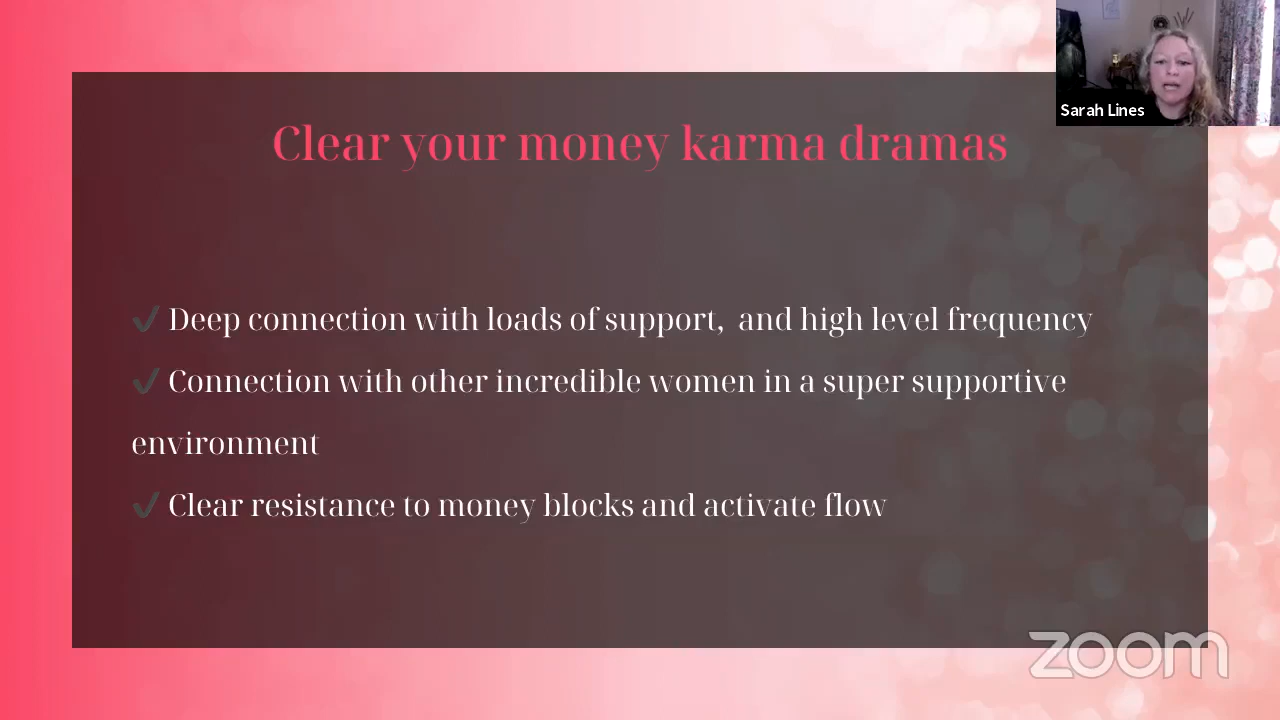 Sarah Lines
Clear your money karma dramas
✔ Deep connection with loads of support,  and high level frequency
✔ Connection with other incredible women in a super supportive
environment
✔ Clear resistance to money blocks and activate flow
zoom